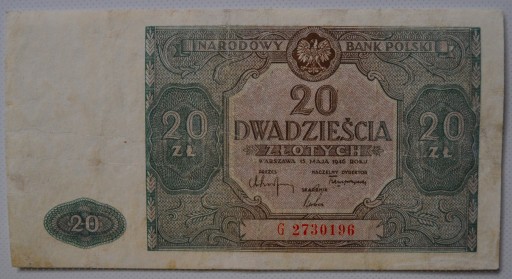 NARODOWY BANK POLSKI
20
DWADZIEŚCIA
ZŁOTYCH
WARSZAWA 15 MAJA 1946 ROKU
PREZES NACZELNY DYREKTOR
SKARBNIK
20 ZŁ
20 ZŁ
20
G 2730196